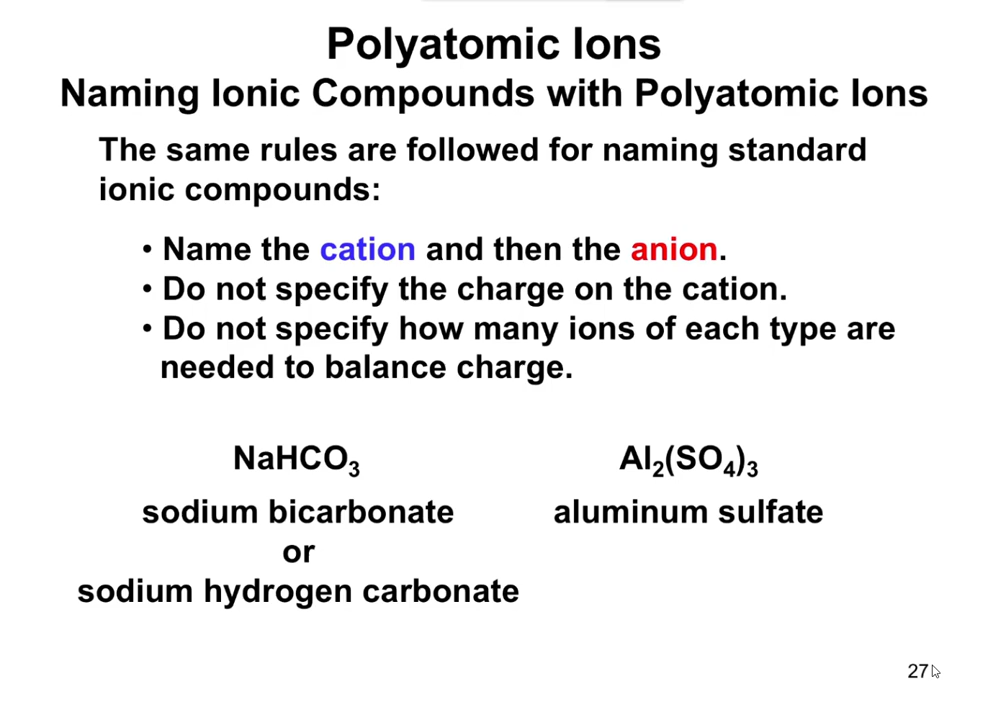 Polyatomic Ions
Naming Ionic Compounds with Polyatomic Ions
The same rules are followed for naming standard
ionic compounds:
• Name the cation and then the anion.
• Do not specify the charge on the cation.
• Do not specify how many ions of each type are
needed to balance charge.
NaHCO₃ Al₂(SO₄)₃
sodium bicarbonate aluminum sulfate
or
sodium hydrogen carbonate
27